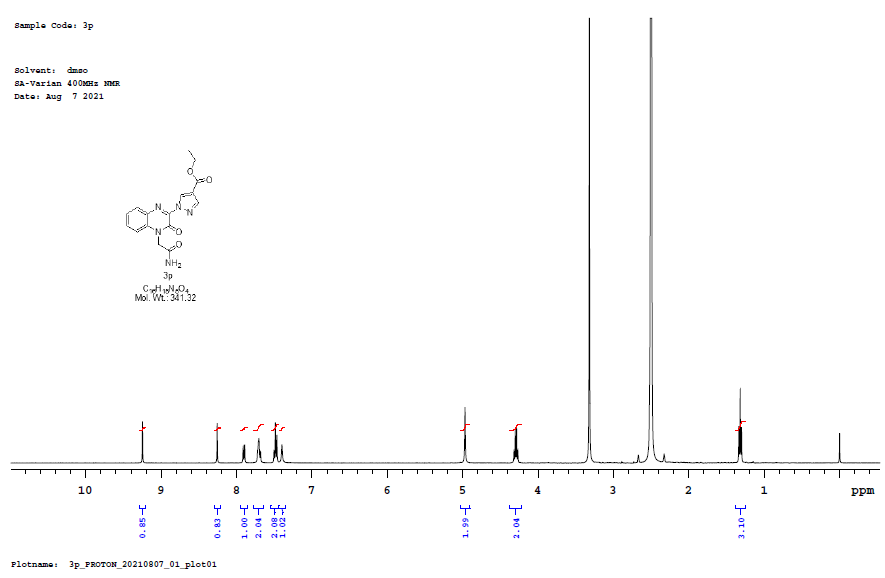 Sample Code: 3p
Solvent: dmso
SA-Varian 400MHz NMR
Date: Aug 7 2021
O
O
N
N
N
N
O
O
NH2
3p
C16H15N5O4
Mol. Wt.: 341.32
10 9 8 7 6 5 4 3 2 1 ppm
0.85 0.83 1.00 2.04 2.08 1.02 1.99 2.04 3.10
Plotname: 3p_PROTON_20210807_01_plot01